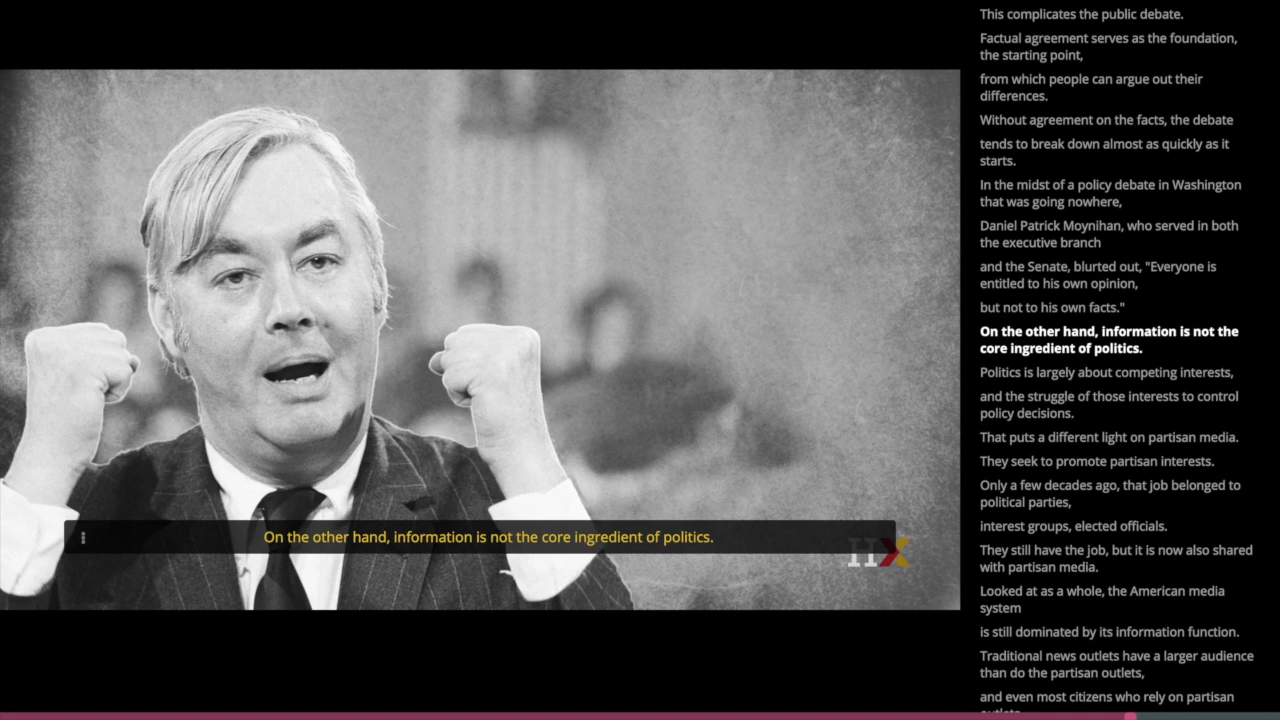 On the other hand, information is not the core ingredient of politics.
HX
This complicates the public debate.
Factual agreement serves as the foundation,
the starting point,
from which people can argue out their
differences.
Without agreement on the facts, the debate
tends to break down almost as quickly as it
starts.
In the midst of a policy debate in Washington
that was going nowhere,
Daniel Patrick Moynihan, who served in both
the executive branch
and the Senate, blurted out, "Everyone is
entitled to his own opinion,
but not to his own facts."
On the other hand, information is not the
core ingredient of politics.
Politics is largely about competing interests,
and the struggle of those interests to control
policy decisions.
That puts a different light on partisan media.
They seek to promote partisan interests.
Only a few decades ago, that job belonged to
political parties,
interest groups, elected officials.
They still have the job, but it is now also shared
with partisan media.
Looked at as a whole, the American media
system
is still dominated by its information function.
Traditional news outlets have a larger audience
than do the partisan outlets,
and even most citizens who rely on partisan